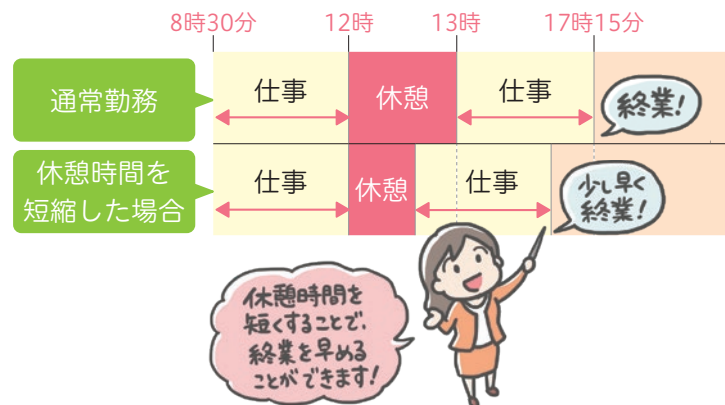 8時30分 12時 13時 17時15分
通常勤務
仕事 休憩 仕事
終業!
休憩時間を
短縮した場合
仕事 休憩 仕事
少し早く
終業!
休憩時間を
短くすることで、
終業を早める
ことができます!